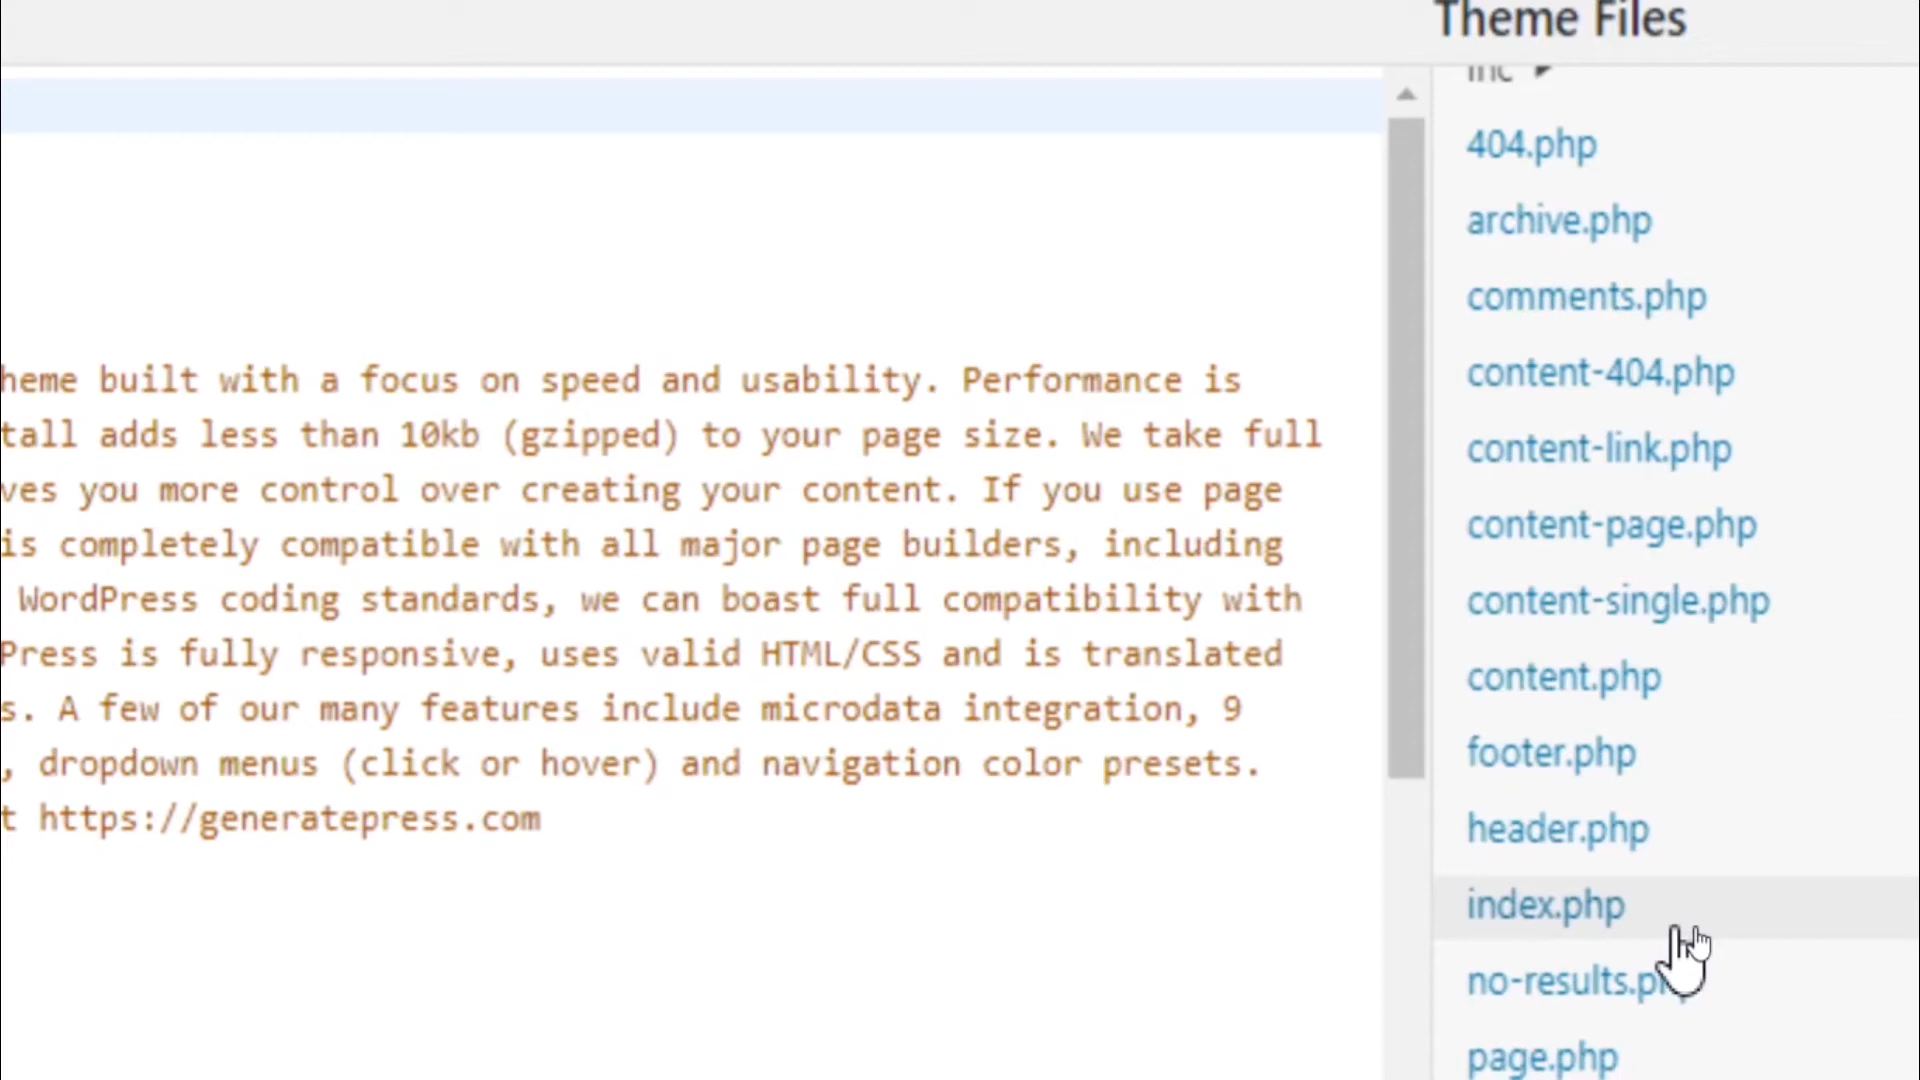 Theme Files
inc
404.php
archive.php
comments.php
content-404.php
content-link.php
content-page.php
content-single.php
content.php
footer.php
header.php
index.php
no-results.php
page.php
heme built with a focus on speed and usability. Performance is
tall adds less than 10kb (gzipped) to your page size. We take full
ves you more control over creating your content. If you use page
is completely compatible with all major page builders, including
WordPress coding standards, we can boast full compatibility with
Press is fully responsive, uses valid HTML/CSS and is translated
s. A few of our many features include microdata integration, 9
, dropdown menus (click or hover) and navigation color presets.
t https://generatepress.com